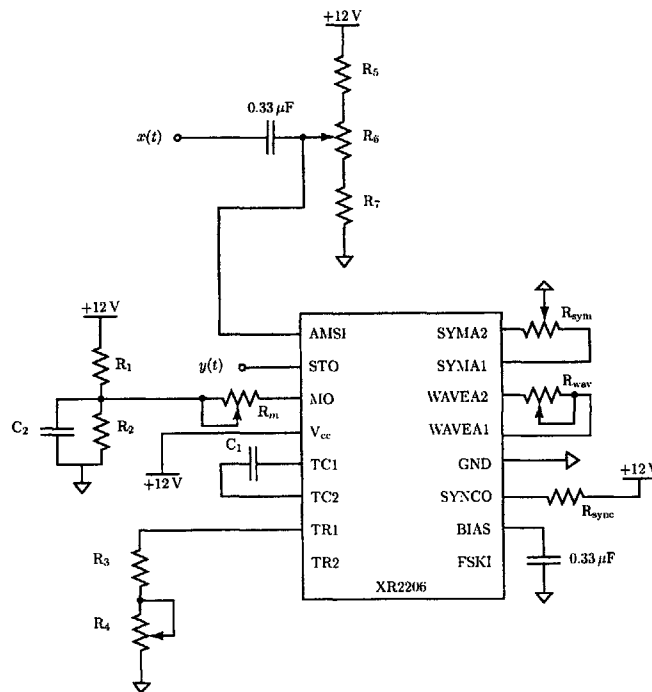 +12 V
R5
0.33 μF
x(t)
R6
R7
+12 V
R1
R2
C2
y(t)
Rm
C1
+12 V
R3
R4
AMSI
STO
MO
Vcc
TC1
TC2
TR1
TR2
SYMA2
SYMA1
WAVEA2
WAVEA1
GND
SYNCO
BIAS
FSKI
XR2206
Rsym
Rwav
+12 V
Rsync
0.33 μF